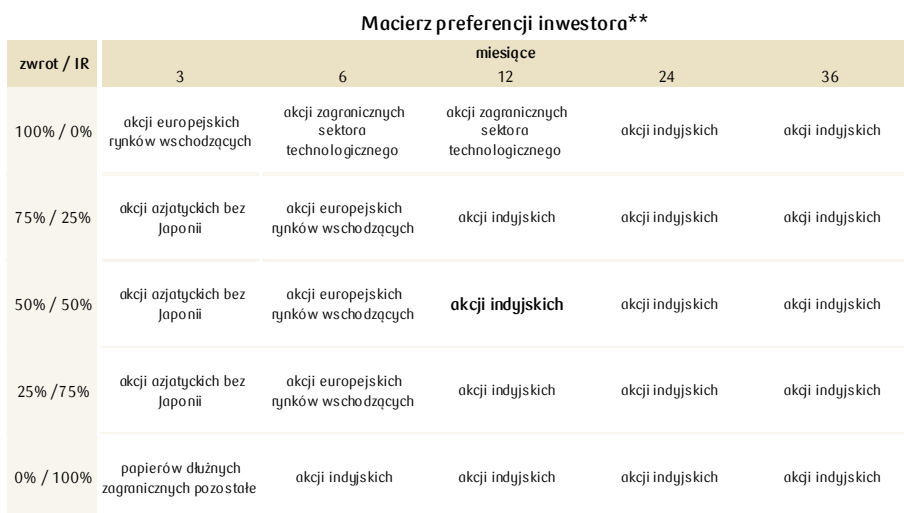 Macierz preferencji inwestora**
zwrot / IR
miesiące
3 6 12 24 36
100% / 0%
akcji europejskich
rynków wschodzących
akcji zagranicznych
sektora
technologicznego
akcji zagranicznych
sektora
technologicznego
akcji indyjskich
akcji indyjskich
75% / 25%
akcji azjatyckich bez
Japonii
akcji europejskich
rynków wschodzących
akcji indyjskich
akcji indyjskich
akcji indyjskich
50% / 50%
akcji azjatyckich bez
Japonii
akcji europejskich
rynków wschodzących
akcji indyjskich
akcji indyjskich
akcji indyjskich
25% /75%
akcji azjatyckich bez
Japonii
akcji europejskich
rynków wschodzących
akcji indyjskich
akcji indyjskich
akcji indyjskich
0% / 100%
papierów dłużnych
zagranicznych pozostałe
akcji indyjskich
akcji indyjskich
akcji indyjskich
akcji indyjskich